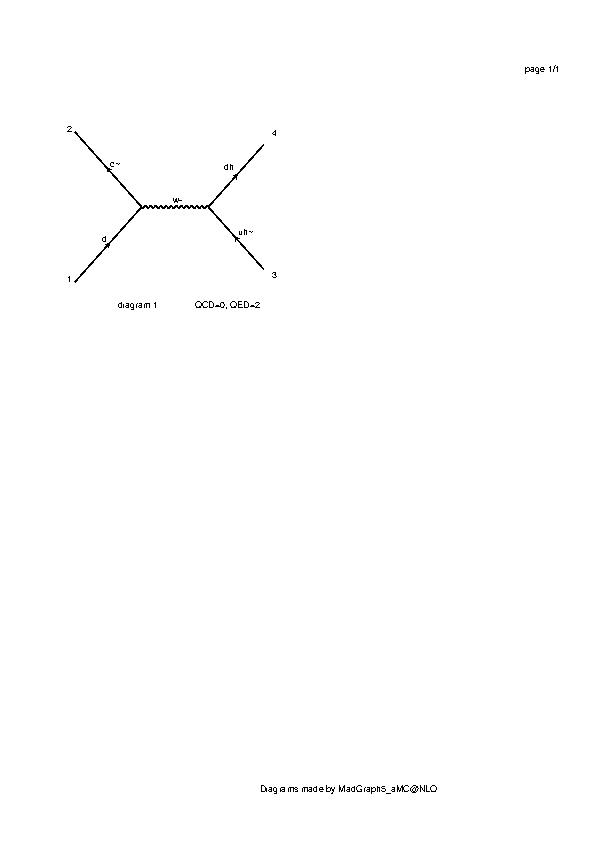 page 1/1
2
4
c~
dh
w-
d
uh~
1
3
diagram 1 QCD=0, QED=2
Diagrams made by MadGraph5_aMC@NLO